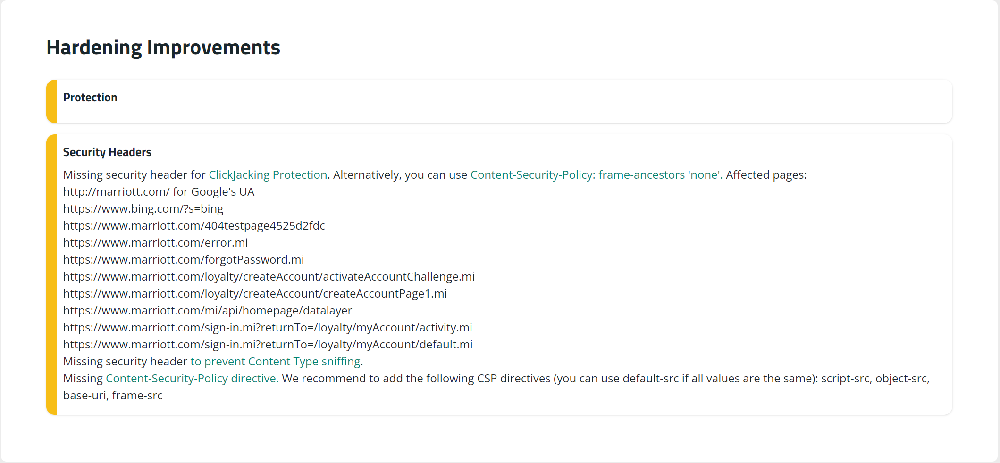 Hardening Improvements
Protection
Security Headers
Missing security header for ClickJacking Protection. Alternatively, you can use Content-Security-Policy: frame-ancestors 'none'. Affected pages:
http://marriott.com/ for Google's UA
https://www.bing.com/?s=bing
https://www.marriott.com/404testpage4525d2fdc
https://www.marriott.com/error.mi
https://www.marriott.com/forgotPassword.mi
https://www.marriott.com/loyalty/createAccount/activateAccountChallenge.mi
https://www.marriott.com/loyalty/createAccount/createAccountPage1.mi
https://www.marriott.com/mi/api/homepage/datalayer
https://www.marriott.com/sign-in.mi?returnTo=/loyalty/myAccount/activity.mi
https://www.marriott.com/sign-in.mi?returnTo=/loyalty/myAccount/default.mi
Missing security header to prevent Content Type sniffing.
Missing Content-Security-Policy directive. We recommend to add the following CSP directives (you can use default-src if all values are the same): script-src, object-src,
base-uri, frame-src